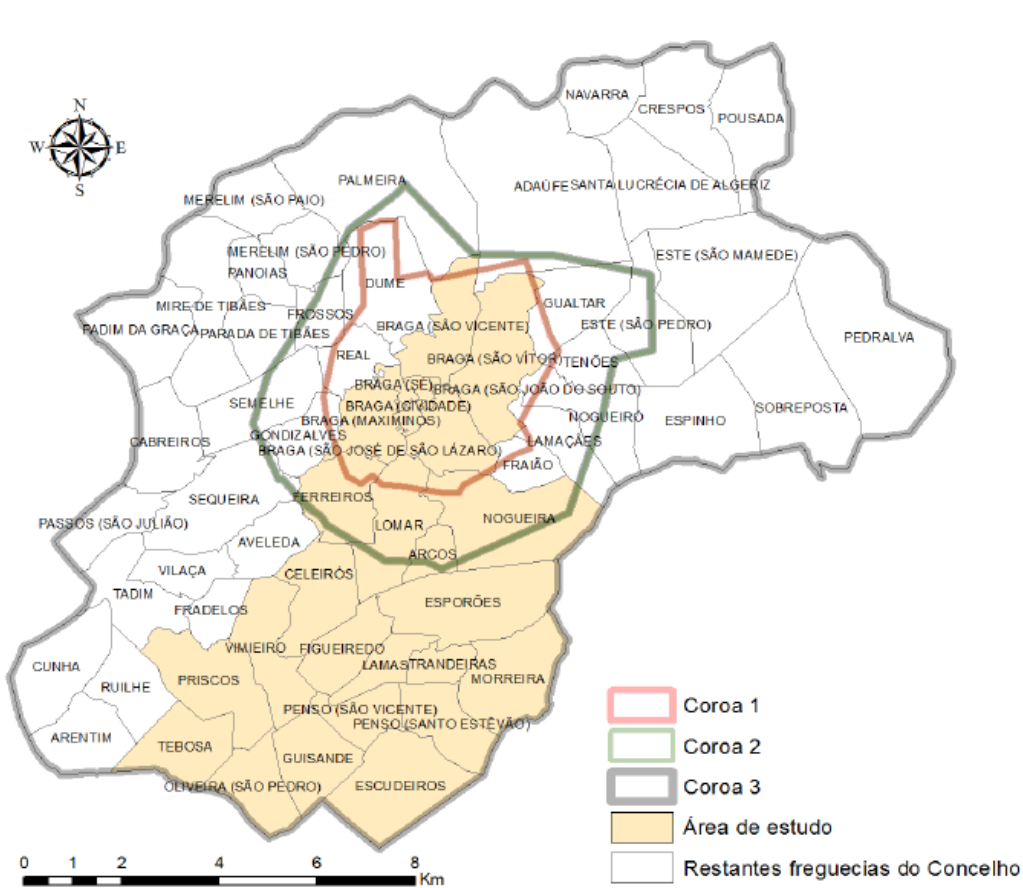 NAVARRA
CRESPOS
POUSADA
N
W
E
S
PALMEIRA
ADAÚFE
SANTA LUCRÉCIA DE ALGERIZ
MERELIM (SÃO PAIO)
MERELIM (SÃO PEDRO)
ESTE (SÃO MAMEDE)
PANOIAS
DUME
MIRE DE TIBÃES
FROSSOS
GUALTAR
PADIM DA GRAÇA
PARADA DE TIBÃES
BRAGA (SÃO VICENTE)
ESTE (SÃO PEDRO)
PEDRALVA
REAL
BRAGA (SÃO VÍTOR)
TENÕES
BRAGA (SÉ)
BRAGA (SÃO JOÃO DO SOUTO)
SEMELHE
BRAGA (CIVIDADE)
SOBREPOSTA
BRAGA (MAXIMINOS)
NOGUEIRÓ
ESPINHO
GONDIZALVES
CABREIROS
LAMAÇÃES
BRAGA (SÃO JOSÉ DE SÃO LÁZARO)
FRAIÃO
SEQUEIRA
FERREIROS
PASSOS (SÃO JULIÃO)
LOMAR
NOGUEIRA
AVELEDA
ARCOS
VILAÇA
CELEIRÓS
TADIM
FRADELOS
ESPORÕES
VIMIEIRO
FIGUEIREDO
CUNHA
LAMAS
TRANDEIRAS
RUILHE
PRISCOS
MORREIRA
PENSO (SÃO VICENTE)
PENSO (SANTO ESTÊVÃO)
ARENTIM
TEBOSA
GUISANDE
OLIVEIRA (SÃO PEDRO)
ESCUDEIROS
Coroa 1
Coroa 2
Coroa 3
Área de estudo
Restantes freguecias do Concelho
0 1 2 4 6 8
Km